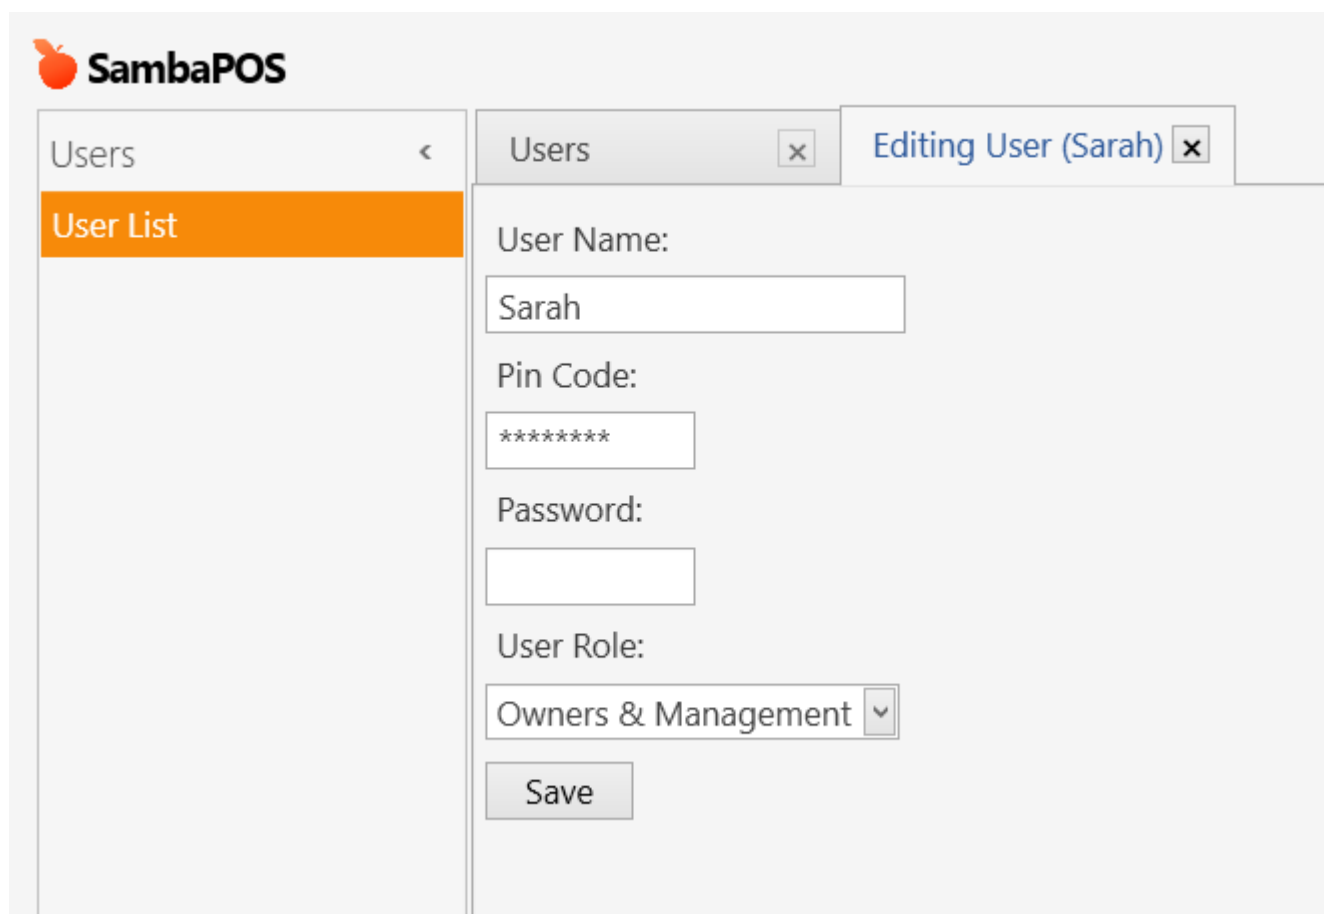 SambaPOS
Users
User List
Users
Editing User (Sarah)
User Name:
Sarah
Pin Code:
********
Password:
User Role:
Owners & Management
Save